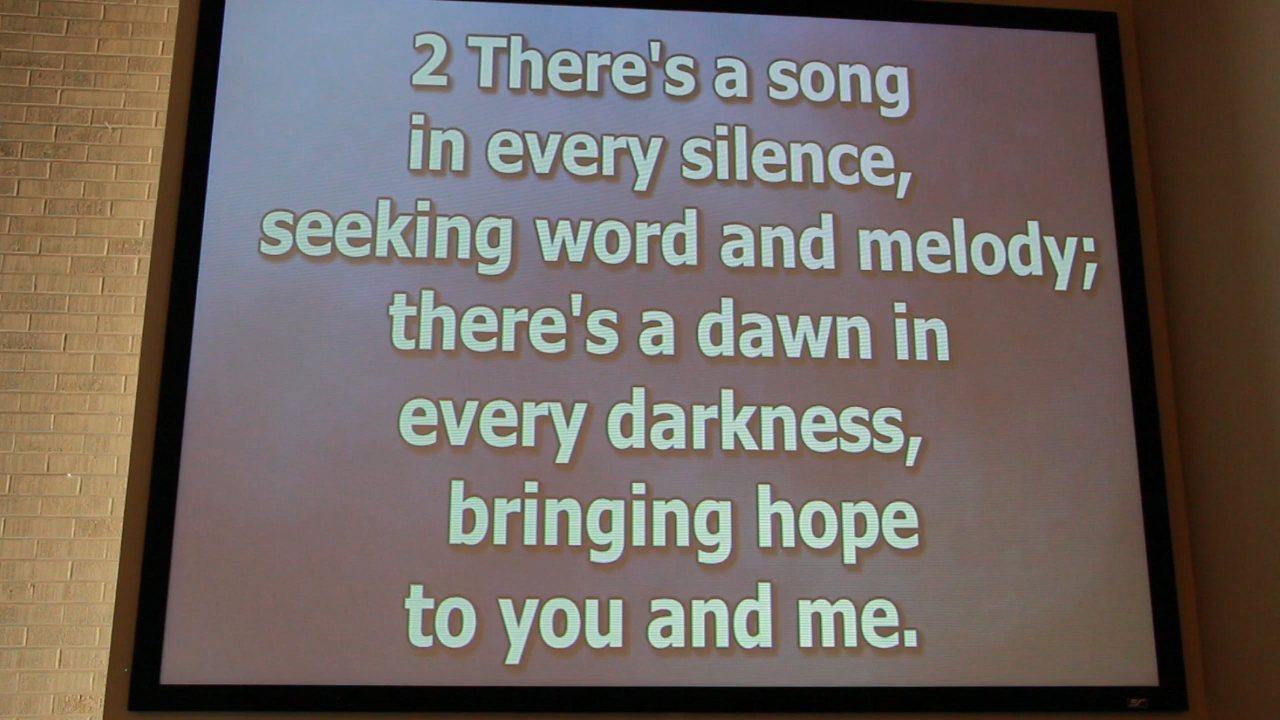 2 There's a song
in every silence,
seeking word and melody;
there's a dawn in
every darkness,
bringing hope
to you and me.